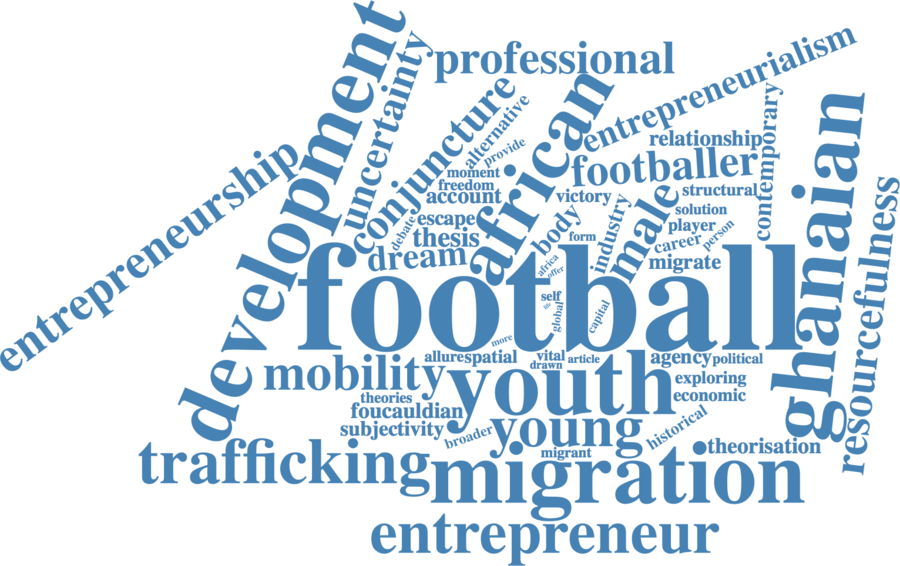 development
uncertainty
professional
entrepreneurialism
entrepreneurship
conjuncture
alternative
provide
african
relationship
contemporary
ghanaian
resourcefulness
moment
freedom
account
footballer
victory
structural
escape
debate
thesis
dream
body
form
industry
male
solution
player
career
person
migrate
africa
offer
football
self
global
capital
more
mobility
allure
spatial
vital
drawn
article
agency
political
youth
exploring
economic
theories
foucauldian
subjectivity
broader
young
historical
migrant
theorisation
trafficking
migration
entrepreneur